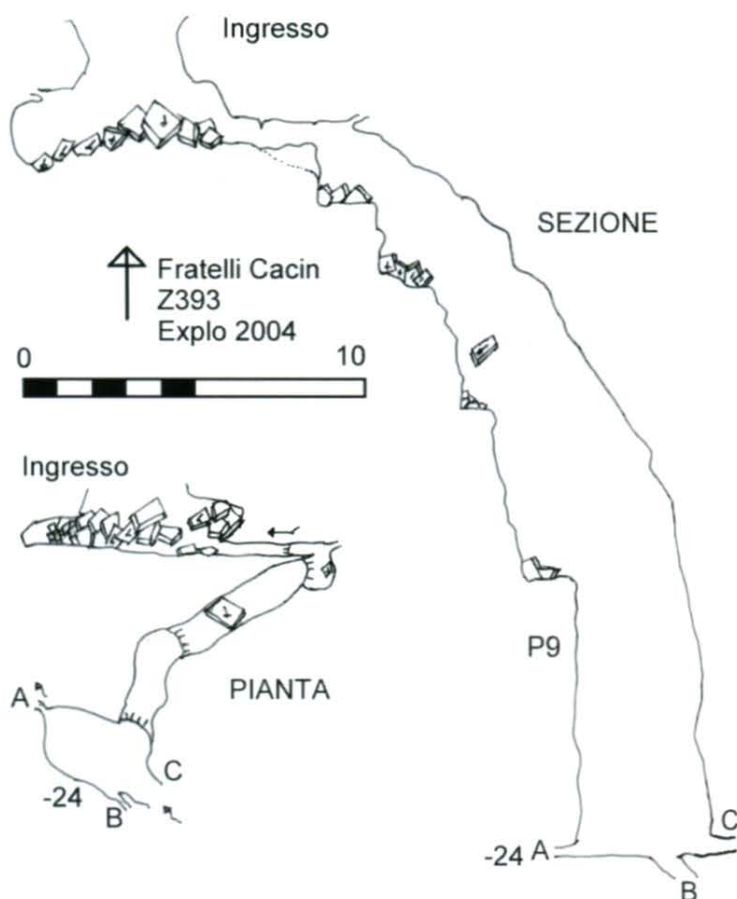 Ingresso
SEZIONE
Fratelli Cacin
Z393
Explo 2004
0 10
Ingresso
P9
PIANTA
A
C
-24
B
C
-24 A
B